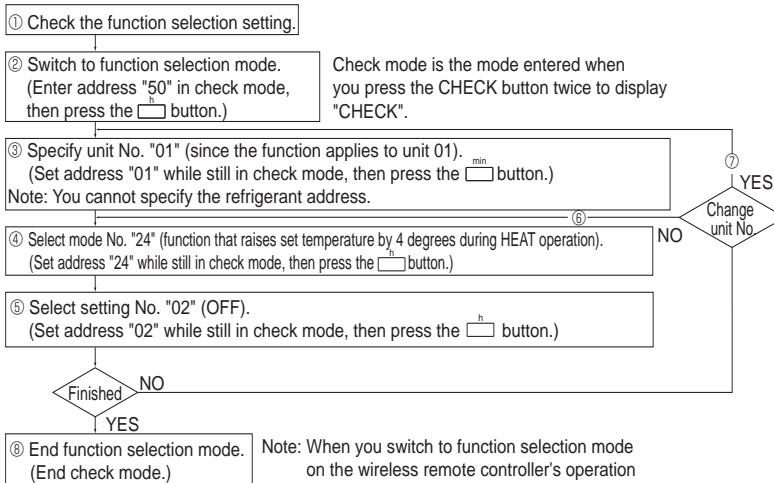 ① Check the function selection setting.
② Switch to function selection mode.
(Enter address "50" in check mode,
then press the h button.)
Check mode is the mode entered when
you press the CHECK button twice to display
"CHECK".
③ Specify unit No. "01" (since the function applies to unit 01).
(Set address "01" while still in check mode, then press the min button.)
Note: You cannot specify the refrigerant address.
⑦
YES
Change
unit No.
NO
⑥
④ Select mode No. "24" (function that raises set temperature by 4 degrees during HEAT operation).
(Set address "24" while still in check mode, then press the h button.)
⑤ Select setting No. "02" (OFF).
(Set address "02" while still in check mode, then press the h button.)
Finished
NO
YES
⑧ End function selection mode.
(End check mode.)
Note: When you switch to function selection mode
on the wireless remote controller's operation